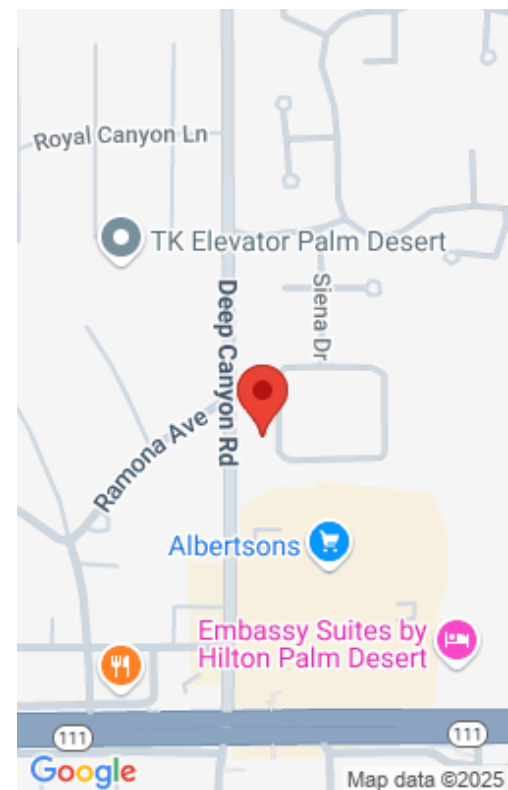 Royal Canyon Ln
TK Elevator Palm Desert
Siena Dr
Deep Canyon Rd
Ramona Ave
Albertsons
Embassy Suites by
Hilton Palm Desert
111
111
Google
Map data ©2025